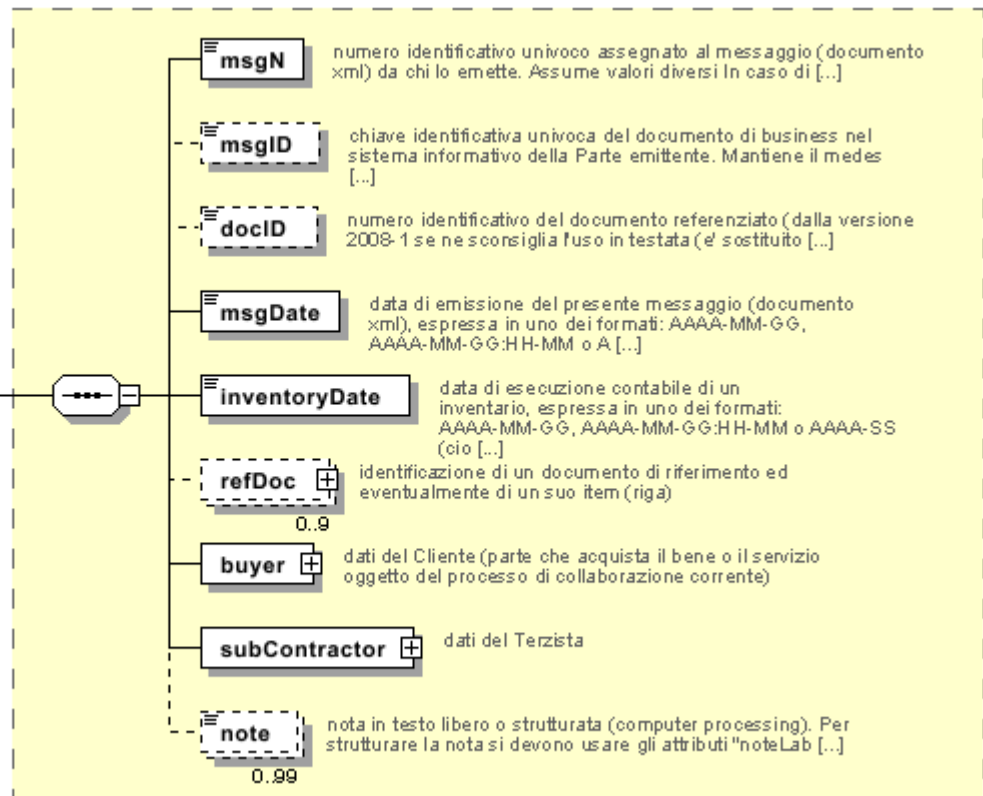 msgN
numero identificativo univoco assegnato al messaggio (documento
xml) da chi lo emette. Assume valori diversi In caso di [...]
msgID
chiave identificativa univoca del documento di business nel
sistema informativo della Parte emittente. Mantiene il medes
[...]
docID
numero identificativo del documento referenziato (dalla versione
2008-1 se ne sconsiglia l'uso in testata (e' sostituito [...]
msgDate
data di emissione del presente messaggio (documento
xml), espressa in uno dei formati: AAAA-MM-GG,
AAAA-MM-GG:HH-MM o A [...]
inventoryDate
data di esecuzione contabile di un
inventario, espressa in uno dei formati:
AAAA-MM-GG, AAAA-MM-GG:HH-MM o AAAA-SS
(cio [...]
refDoc
identificazione di un documento di riferimento ed
eventualmente di un suo item (riga)
0..9
buyer
dati del Cliente (parte che acquista il bene o il servizio
oggetto del processo di collaborazione corrente)
subContractor
dati del Terzista
note
nota in testo libero o strutturata (computer processing). Per
strutturare la nota si devono usare gli attributi "noteLab [...]
0..99